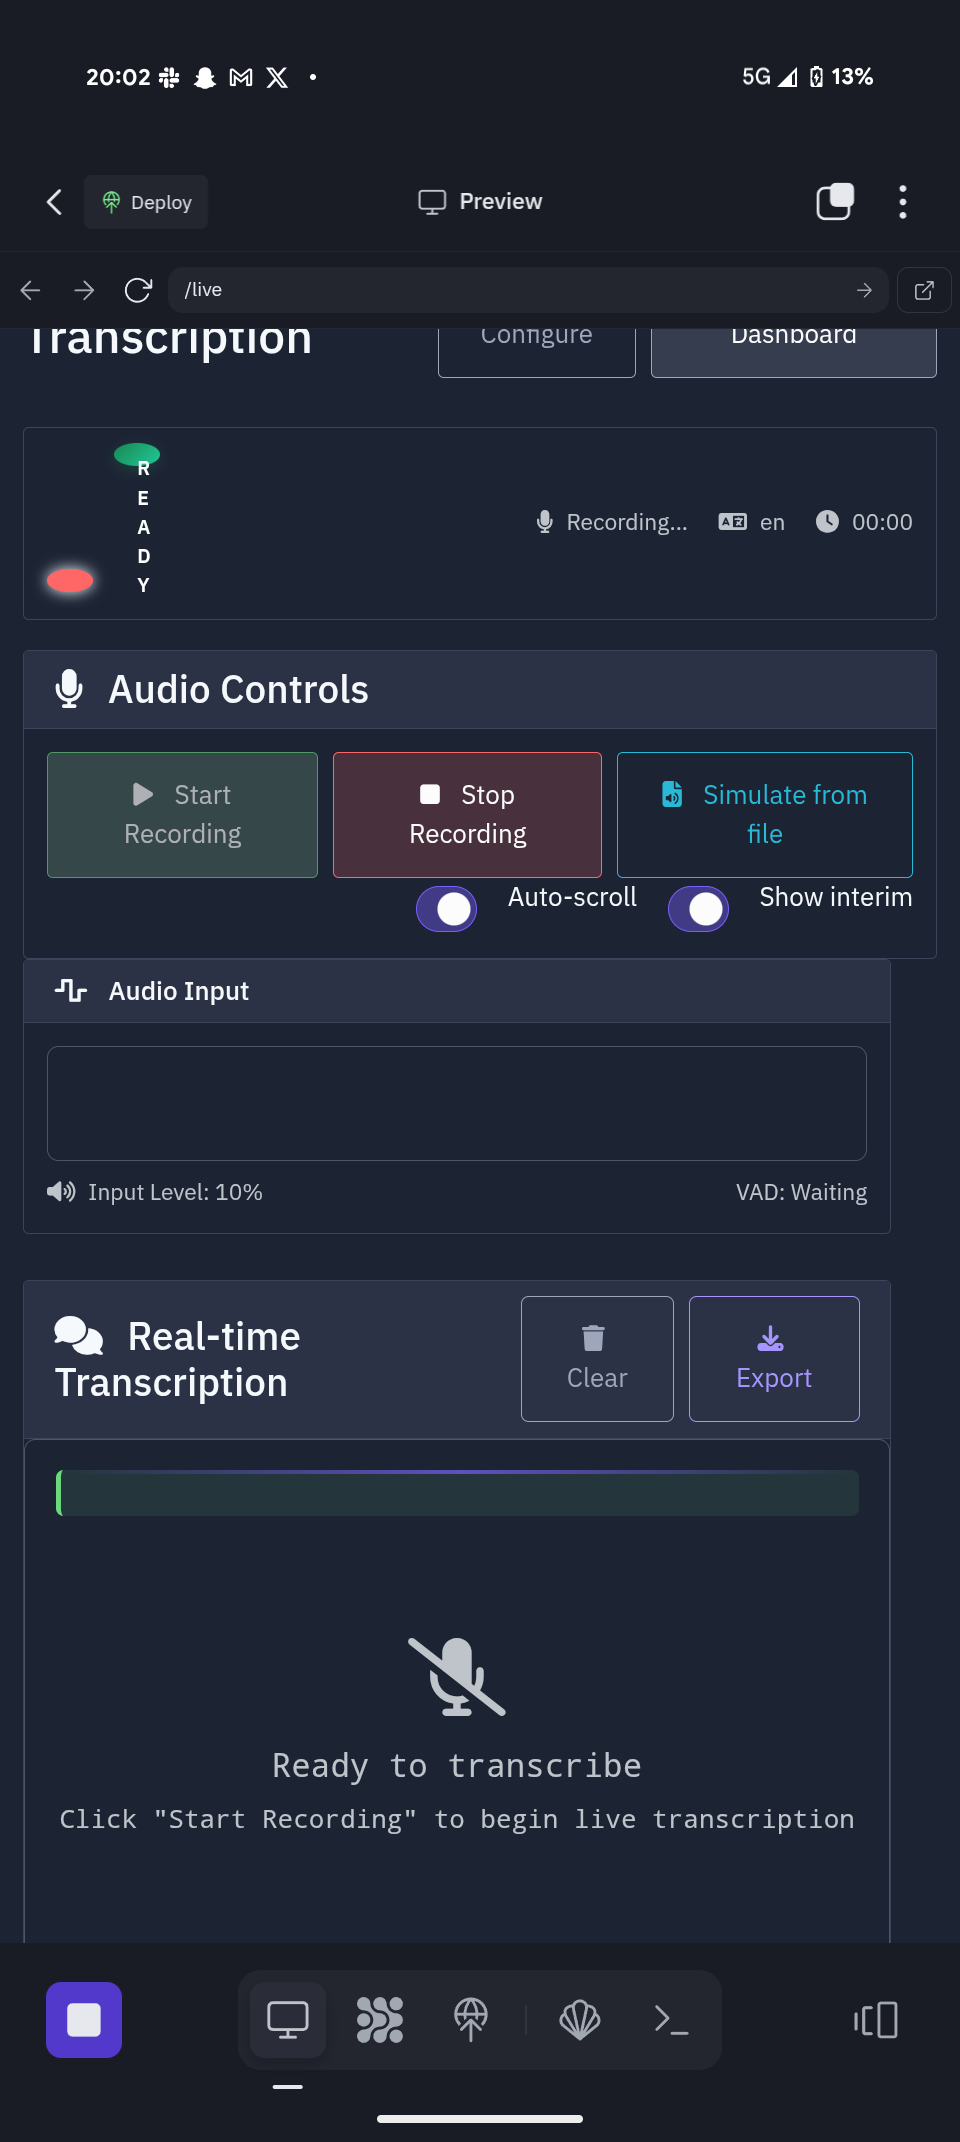 20:02
5G 13%
Deploy
Preview
/live
Transcription
Configure
Dashboard
R
E
A
D
Y
Recording... en 00:00
Audio Controls
Start
Recording
Stop
Recording
Simulate from
file
Auto-scroll
Show interim
Audio Input
Input Level: 10%
VAD: Waiting
Real-time
Transcription
Clear
Export
Ready to transcribe
Click "Start Recording" to begin live transcription